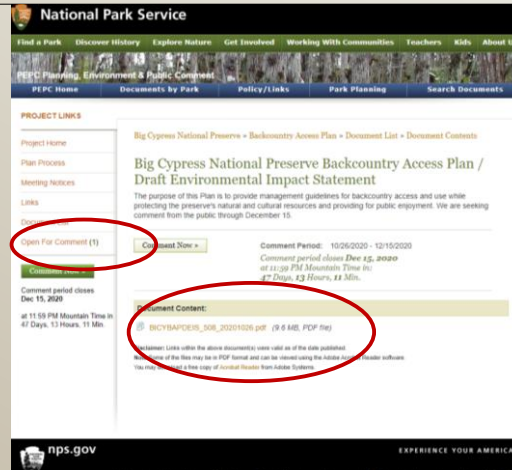 National Park Service
Find a Park Discover History Explore Nature Get Involved Working With Communities Teachers Kids About U
PEPC Planning, Environment & Public Comment
PEPC Home Documents by Park Policy/Links Park Planning Search Documents
PROJECT LINKS
Project Home
Plan Process
Meeting Notices
Links
Document List
Open For Comment (1)
Comment Now »
Comment period closes
Dec 15, 2020
at 11:59 PM Mountain Time in:
47 Days, 13 Hours, 11 Min.
Big Cypress National Preserve » Backcountry Access Plan » Document List » Document Contents
Big Cypress National Preserve Backcountry Access Plan /
Draft Environmental Impact Statement
The purpose of this Plan is to provide management guidelines for backcountry access and use while
protecting the preserve's natural and cultural resources and providing for public enjoyment. We are seeking
comment from the public through December 15.
Comment Now »
Comment Period: 10/26/2020 - 12/15/2020
Comment period closes Dec 15, 2020
at 11:59 PM Mountain Time in:
47 Days, 13 Hours, 11 Min.
Document Content:
BICYBAPDEIS_508_20201026.pdf (9.6 MB, PDF file)
Disclaimer: Links within the above document(s) were valid as of the date published.
Note: Some of the files may be in PDF format and can be viewed using the Adobe Acrobat Reader software.
You may download a free copy of Acrobat Reader from Adobe Systems.
nps.gov
EXPERIENCE YOUR AMERICA